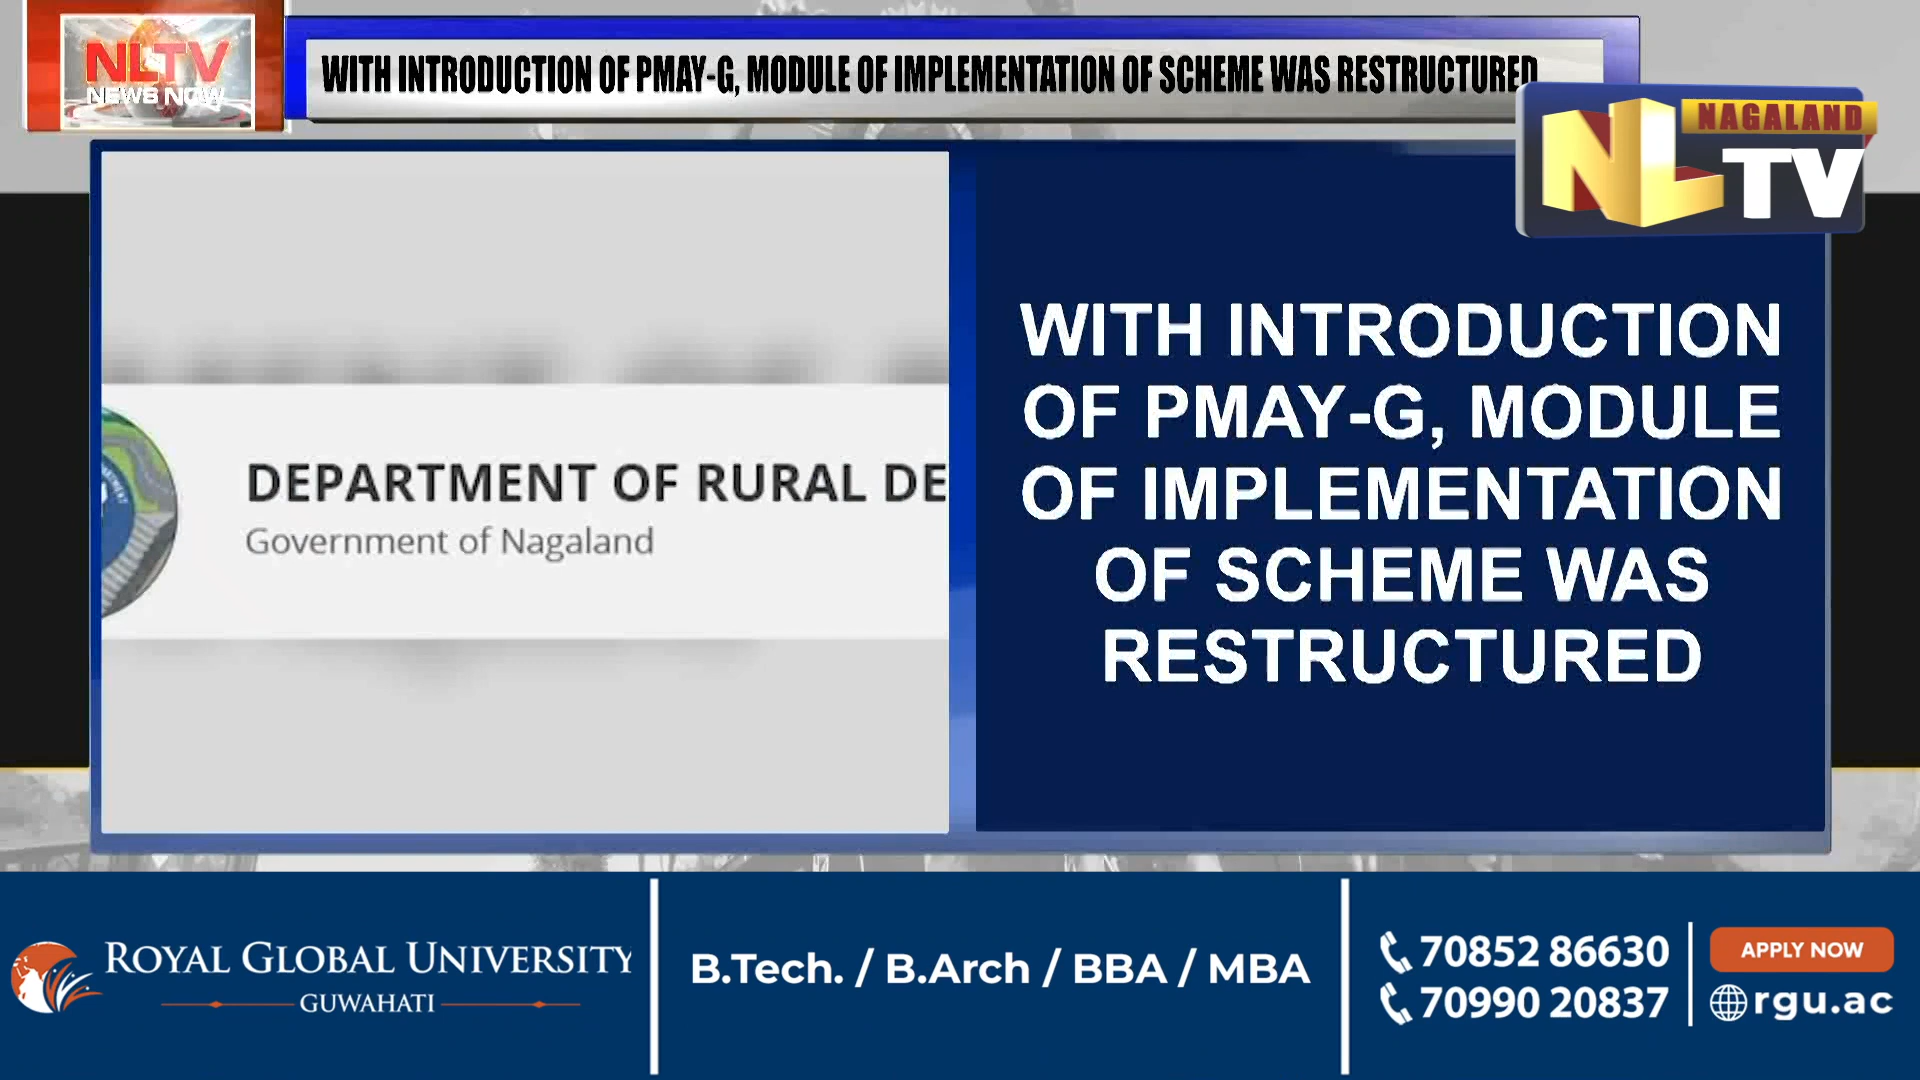 NLTV
NEWS NOW
WITH INTRODUCTION OF PMAY-G, MODULE OF IMPLEMENTATION OF SCHEME WAS RESTRUCTURED
NAGALAND
NLTV
DEPARTMENT OF RURAL DE
Government of Nagaland
WITH INTRODUCTION
OF PMAY-G, MODULE
OF IMPLEMENTATION
OF SCHEME WAS
RESTRUCTURED
ROYAL GLOBAL UNIVERSITY
GUWAHATI
B.Tech. / B.Arch / BBA / MBA
70852 86630
70990 20837
APPLY NOW
rgu.ac